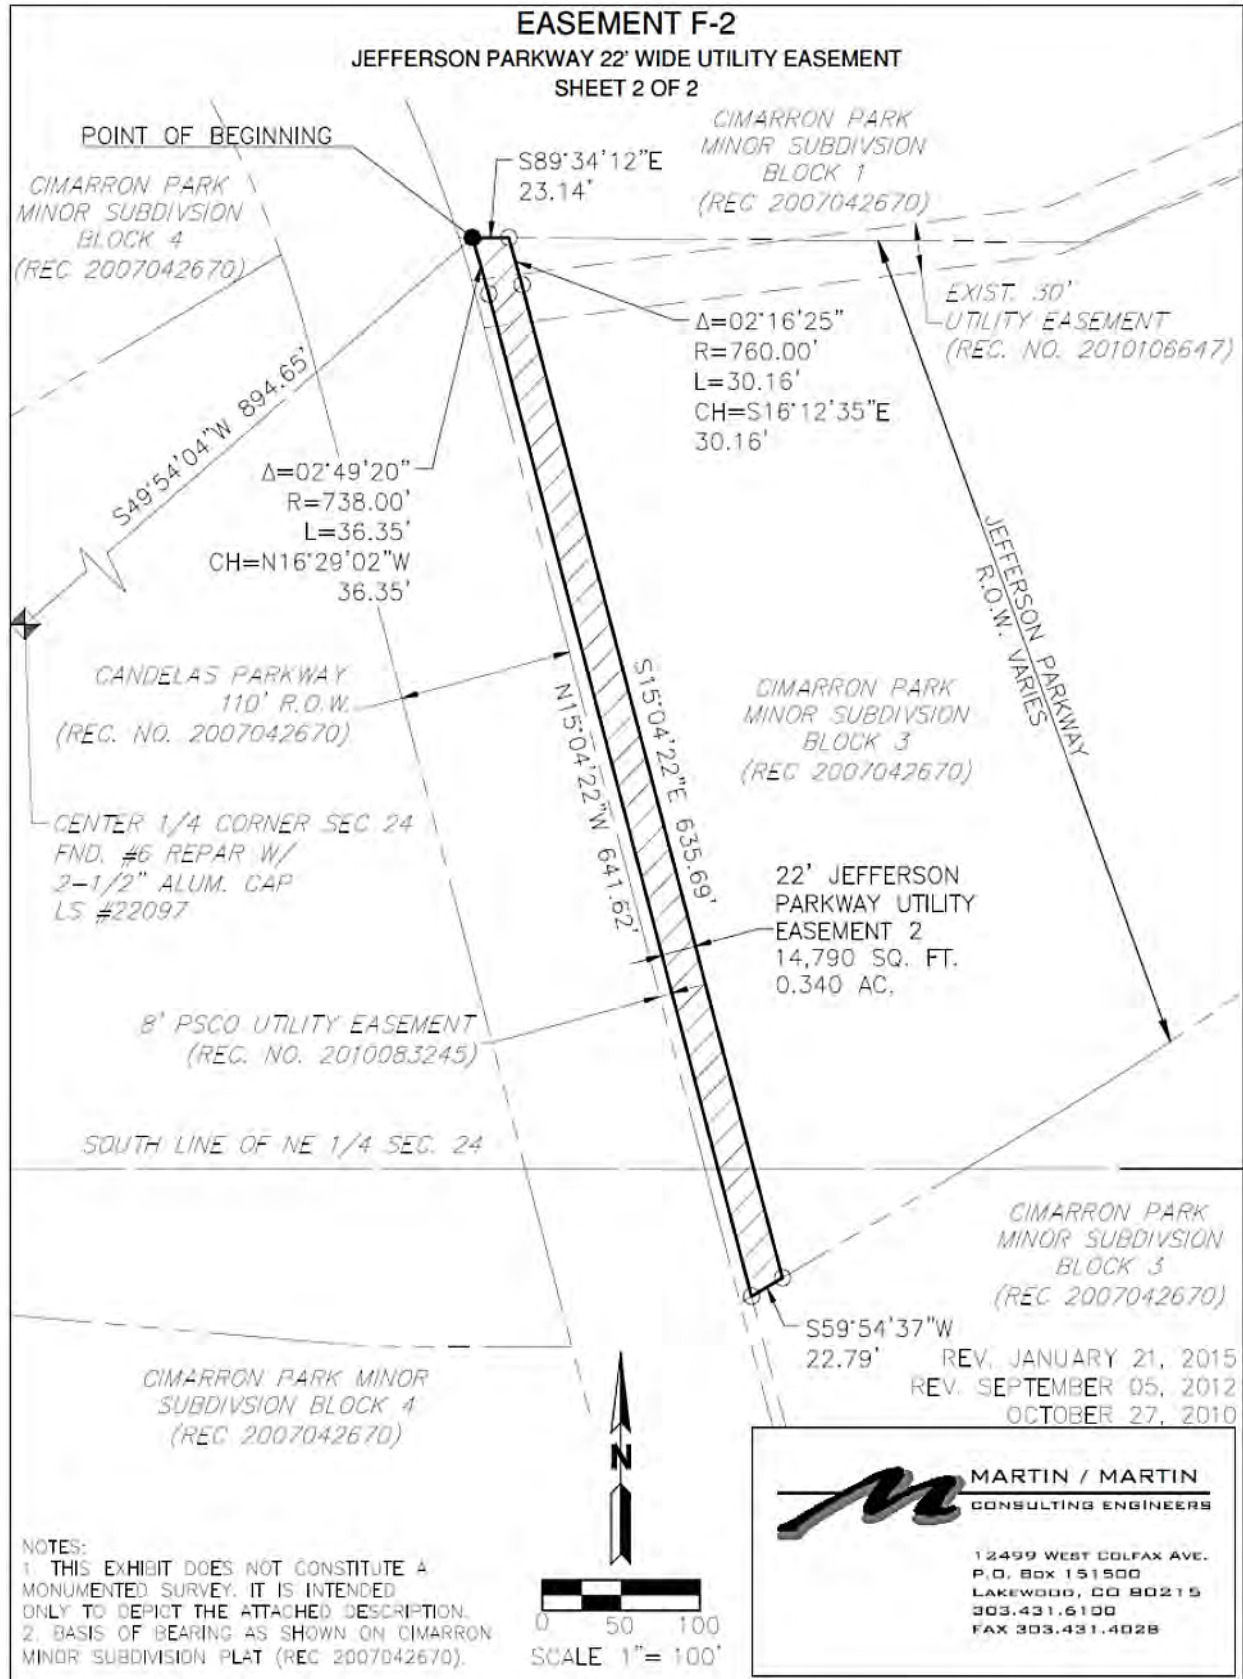 EASEMENT F-2
JEFFERSON PARKWAY 22' WIDE UTILITY EASEMENT
SHEET 2 OF 2
POINT OF BEGINNING
CIMARRON PARK
MINOR SUBDIVSION
BLOCK 4
(REC 2007042670)
S89°34'12"E
23.14'
CIMARRON PARK
MINOR SUBDIVSION
BLOCK 1
(REC 2007042670)
EXIST. 30'
UTILITY EASEMENT
(REC. NO. 2010106647)
Δ=02°16'25"
R=760.00'
L=30.16'
CH=S16°12'35"E
30.16'
S49°54'04"W 894.65'
Δ=02°49'20"
R=738.00'
L=36.35'
CH=N16°29'02"W
36.35'
JEFFERSON PARKWAY
R.O.W. VARIES
CANDELAS PARKWAY
110' R.O.W.
(REC. NO. 2007042670)
N15°04'22"W 641.62'
S15°04'22"E 635.69'
CIMARRON PARK
MINOR SUBDIVSION
BLOCK 3
(REC 2007042670)
CENTER 1/4 CORNER SEC 24
FND. #6 REPAR W/
2-1/2" ALUM. CAP
LS #22097
22' JEFFERSON
PARKWAY UTILITY
EASEMENT 2
14,790 SQ. FT.
0.340 AC.
8' PSCO UTILITY EASEMENT
(REC. NO. 2010083245)
SOUTH LINE OF NE 1/4 SEC. 24
CIMARRON PARK
MINOR SUBDIVSION
BLOCK 3
(REC 2007042670)
S59°54'37"W
22.79'
REV. JANUARY 21, 2015
REV. SEPTEMBER 05, 2012
OCTOBER 27, 2010
CIMARRON PARK MINOR
SUBDIVSION BLOCK 4
(REC 2007042670)
N
NOTES:
1 THIS EXHIBIT DOES NOT CONSTITUTE A
MONUMENTED SURVEY. IT IS INTENDED
ONLY TO DEPICT THE ATTACHED DESCRIPTION.
2. BASIS OF BEARING AS SHOWN ON CIMARRON
MINOR SUBDIVISION PLAT (REC 2007042670).
0 50 100
SCALE 1"= 100'
MARTIN / MARTIN
CONSULTING ENGINEERS
12499 WEST COLFAX AVE.
P.O. BOX 151500
LAKEWOOD, CO 80215
303.431.6100
FAX 303.431.4028